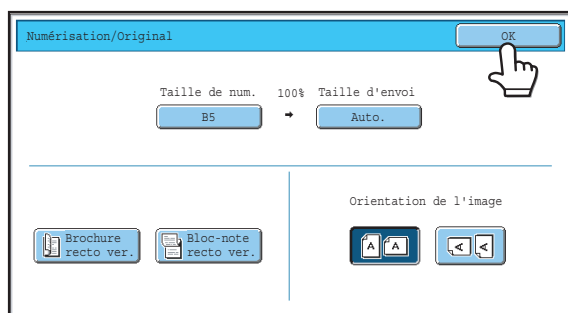 Numérisation/Original
OK
Taille de num. 100% Taille d'envoi
B5 → Auto.
Orientation de l'image
Brochure
recto ver.
Bloc-note
recto ver.
A A A A